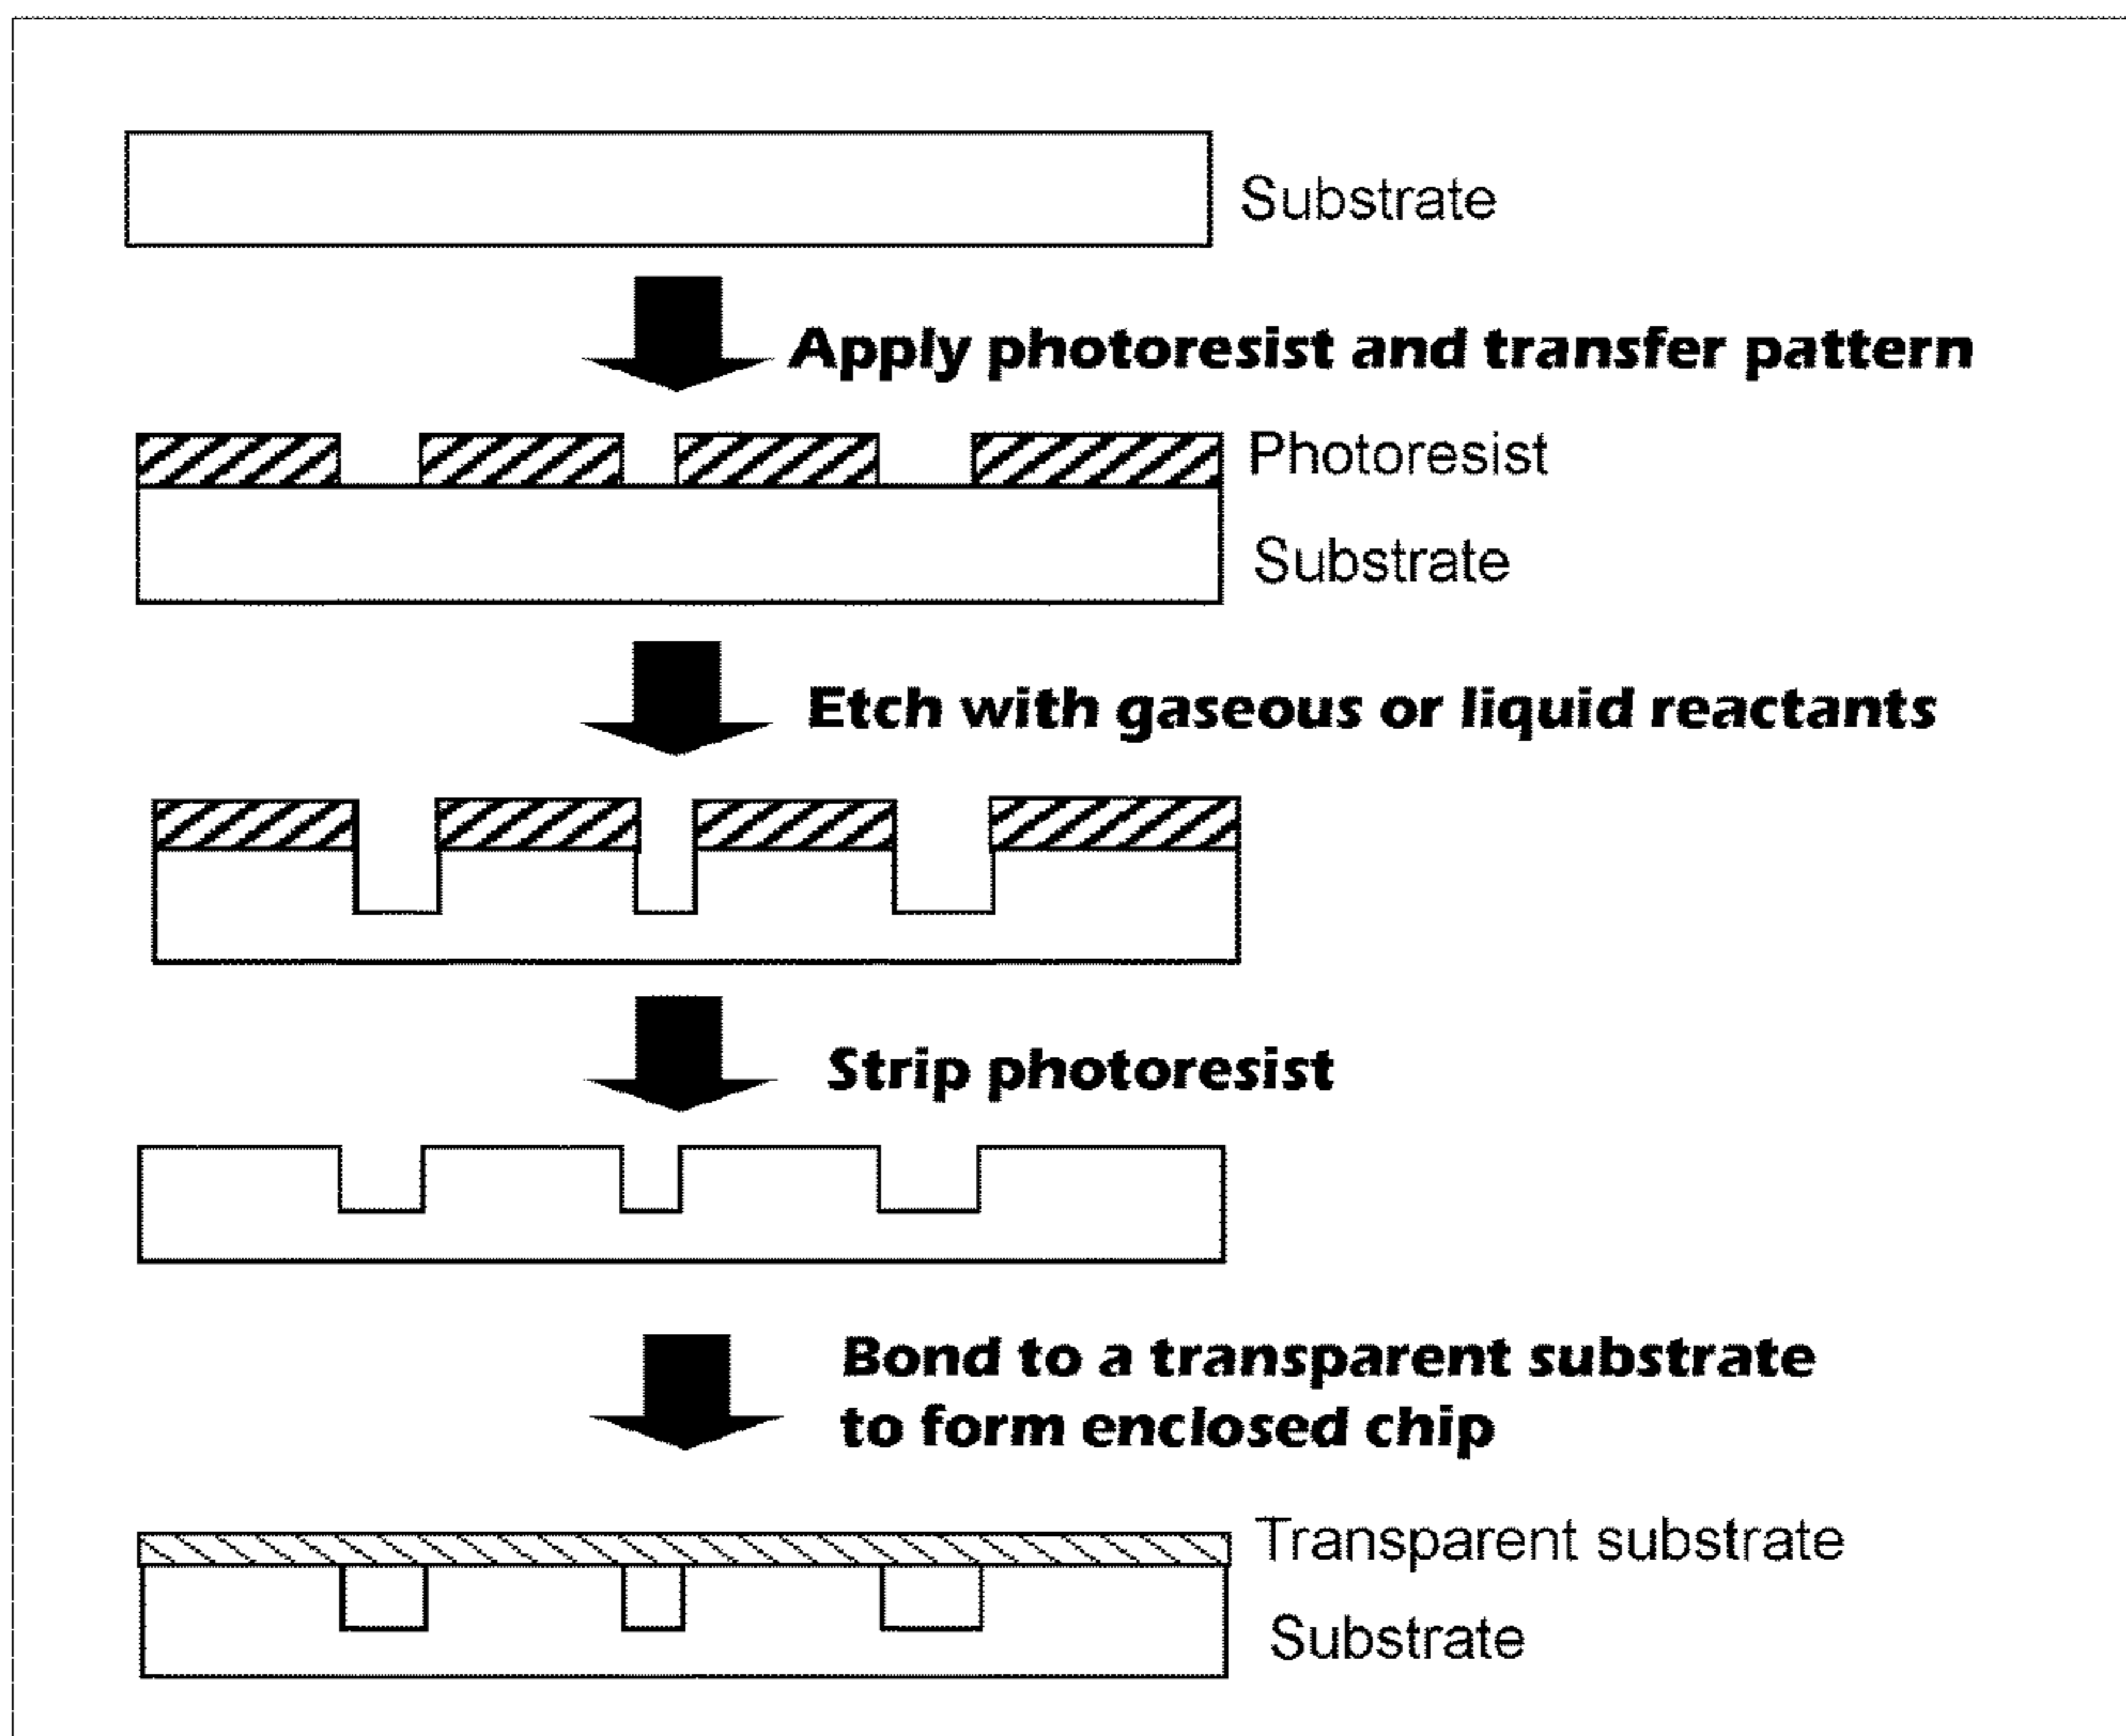 Substrate
Apply photoresist and transfer pattern
Photoresist
Substrate
Etch with gaseous or liquid reactants
Strip photoresist
Bond to a transparent substrate
to form enclosed chip
Transparent substrate
Substrate